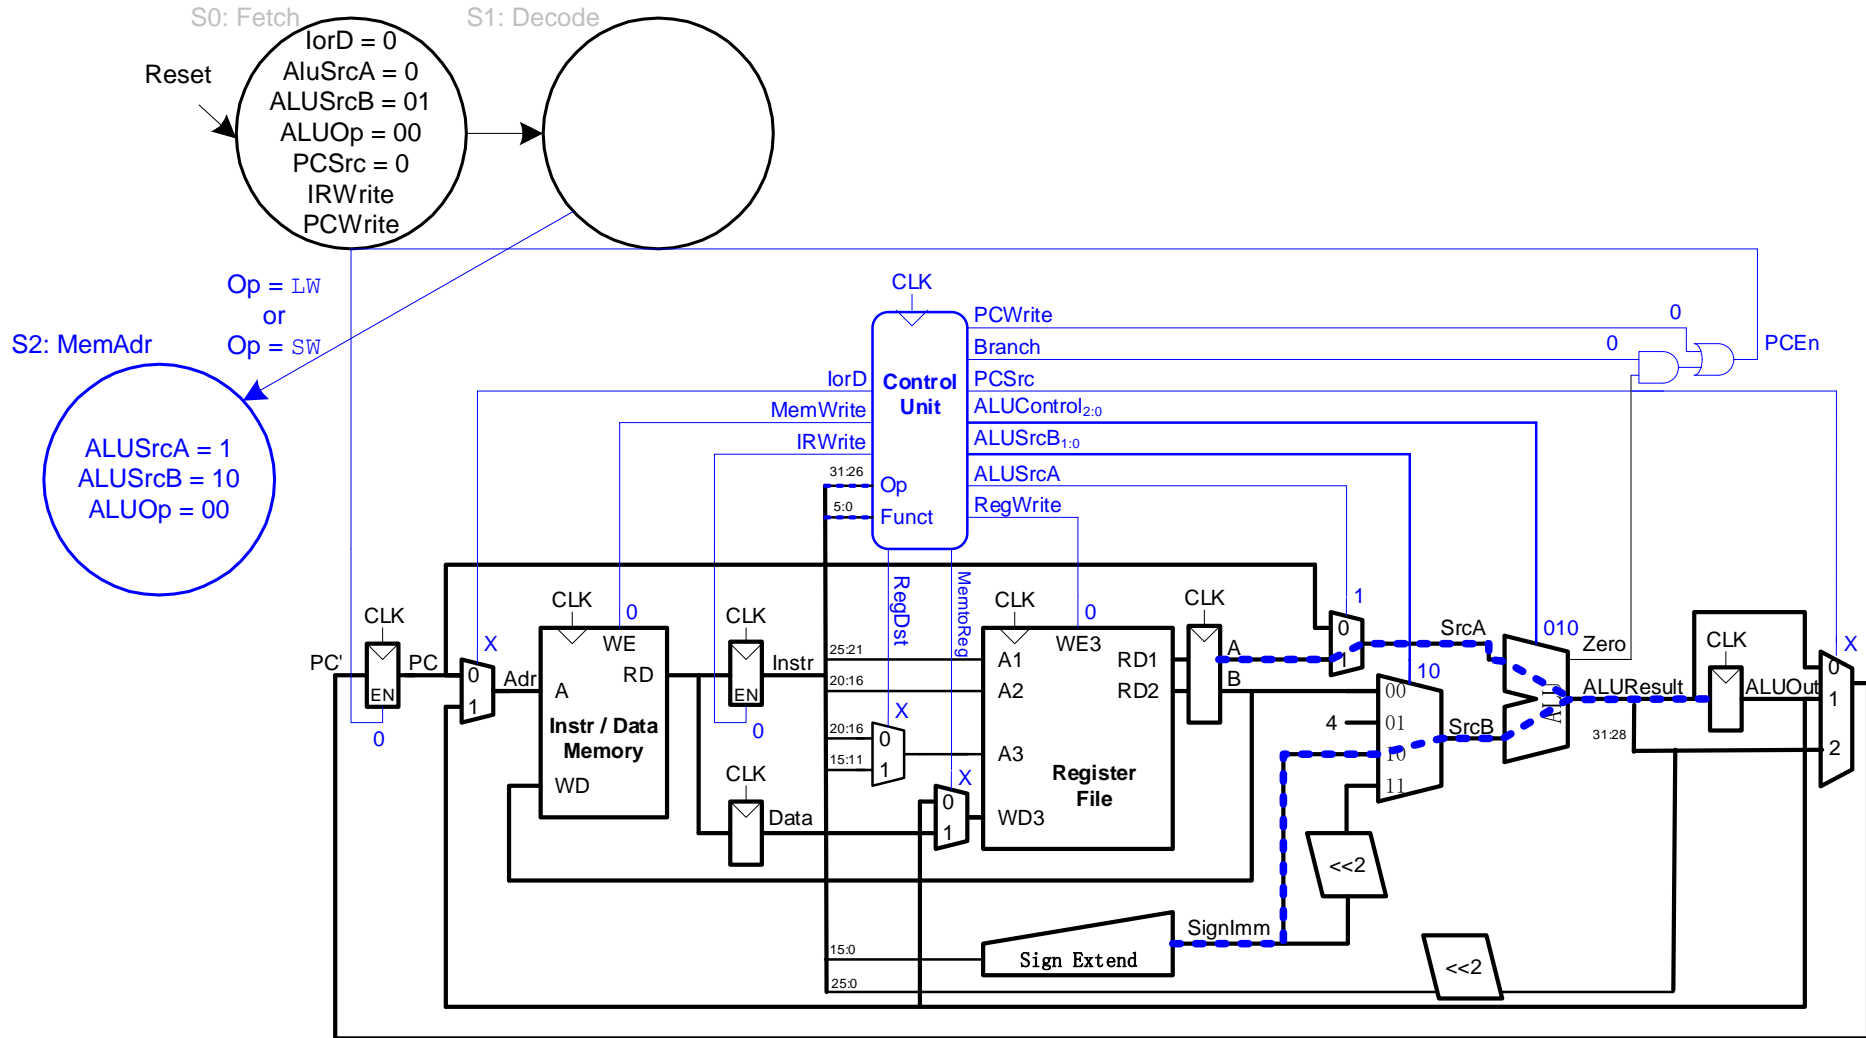 S0: Fetch
S1: Decode
Reset
IorD = 0
AluSrcA = 0
ALUSrcB = 01
ALUOp = 00
PCSrc = 0
IRWrite
PCWrite
Op = LW
or
Op = SW
S2: MemAdr
ALUSrcA = 1
ALUSrcB = 10
ALUOp = 00
CLK
PCWrite
0
Branch
0
PCEn
IorD
Control
Unit
PCSrc
MemWrite
ALUControl2:0
IRWrite
ALUSrcB1:0
31:26
Op
ALUSrcA
5:0
Funct
RegWrite
RegDst
MemtoReg
CLK
CLK
0
CLK
CLK
0
CLK
1
PC'
PC
EN
0
X
0
1
Adr
WE
RD
A
Instr / Data
Memory
WD
EN
0
Instr
CLK
Data
25:21
20:16
20:16
15:11
X
0
1
X
0
1
A1
A2
A3
WD3
WE3
RD1
RD2
Register
File
A
B
0
1
SrcA
10
00
4
01
10
11
SrcB
010
ALU
Zero
ALUResult
31:28
CLK
ALUOut
X
0
1
2
<<2
SignImm
15:0
Sign Extend
<<2
25:0